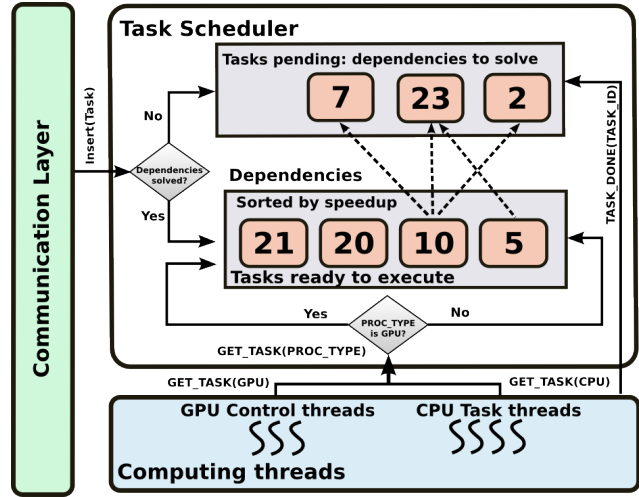 Task Scheduler
Tasks pending: dependencies to solve
7 23 2
Communication Layer
Insert(Task)
No
Dependencies
solved?
Yes
Dependencies
Sorted by speedup
21 20 10 5
Tasks ready to execute
TASK_DONE(TASK_ID)
Yes
PROC_TYPE
is GPU?
No
GET_TASK(PROC_TYPE)
GET_TASK(GPU)
GET_TASK(CPU)
GPU Control threads
CPU Task threads
Computing threads